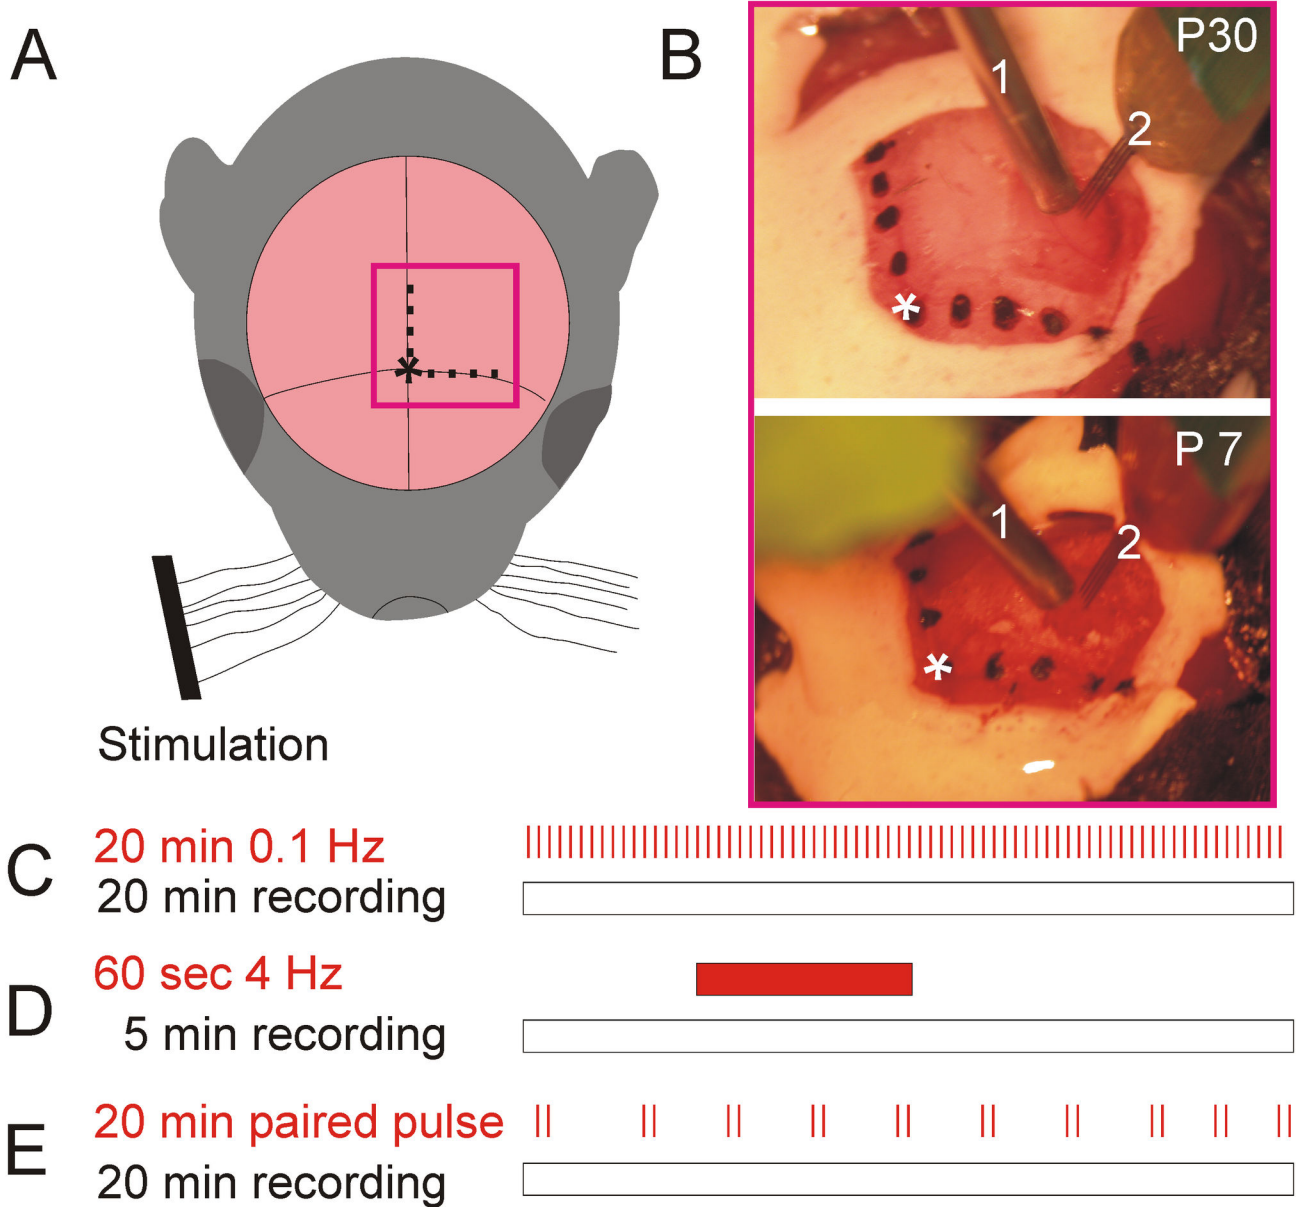 A
B
P30
1
2
*
P 7
1
2
*
*
Stimulation
C
20 min 0.1 Hz
20 min recording
D
60 sec 4 Hz
5 min recording
E
20 min paired pulse
20 min recording